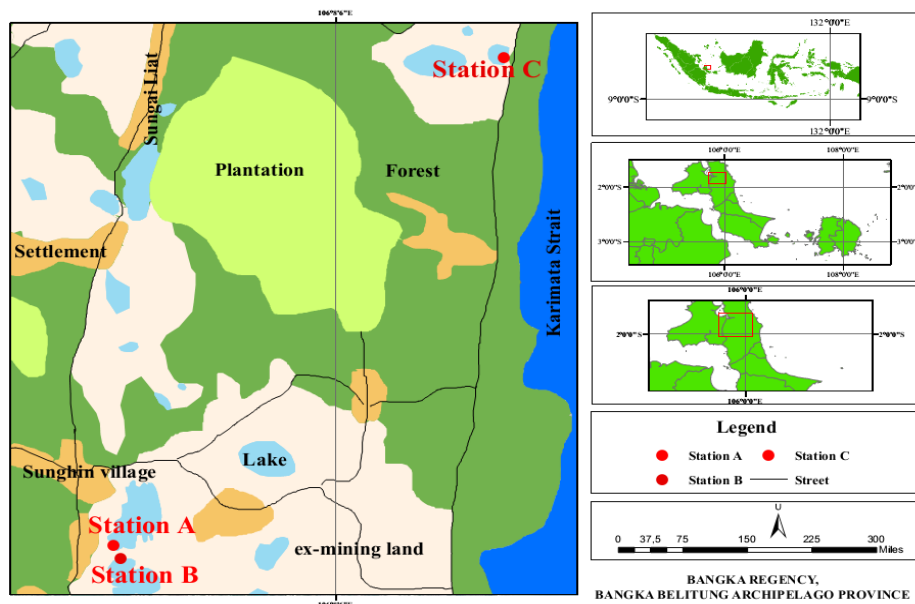 106°8'6"E
Station C
Sungai Liat
Plantation
Forest
Karimata Strait
Settlement
Sunghin village
Lake
Station A
Station B
ex-mining land
132°0'0"E
9°0'0"S
9°0'0"S
132°0'0"E
106°0'0"E
108°0'0"E
2°0'0"S
2°0'0"S
3°0'0"S
3°0'0"S
106°0'0"E
108°0'0"E
106°0'0"E
2°0'0"S
2°0'0"S
106°0'0"E
Legend
Station A
Station C
Station B
Street
U
0 37,5 75 150 225 300
Miles
BANGKA REGENCY,
BANGKA BELITUNG ARCHIPELAGO PROVINCE